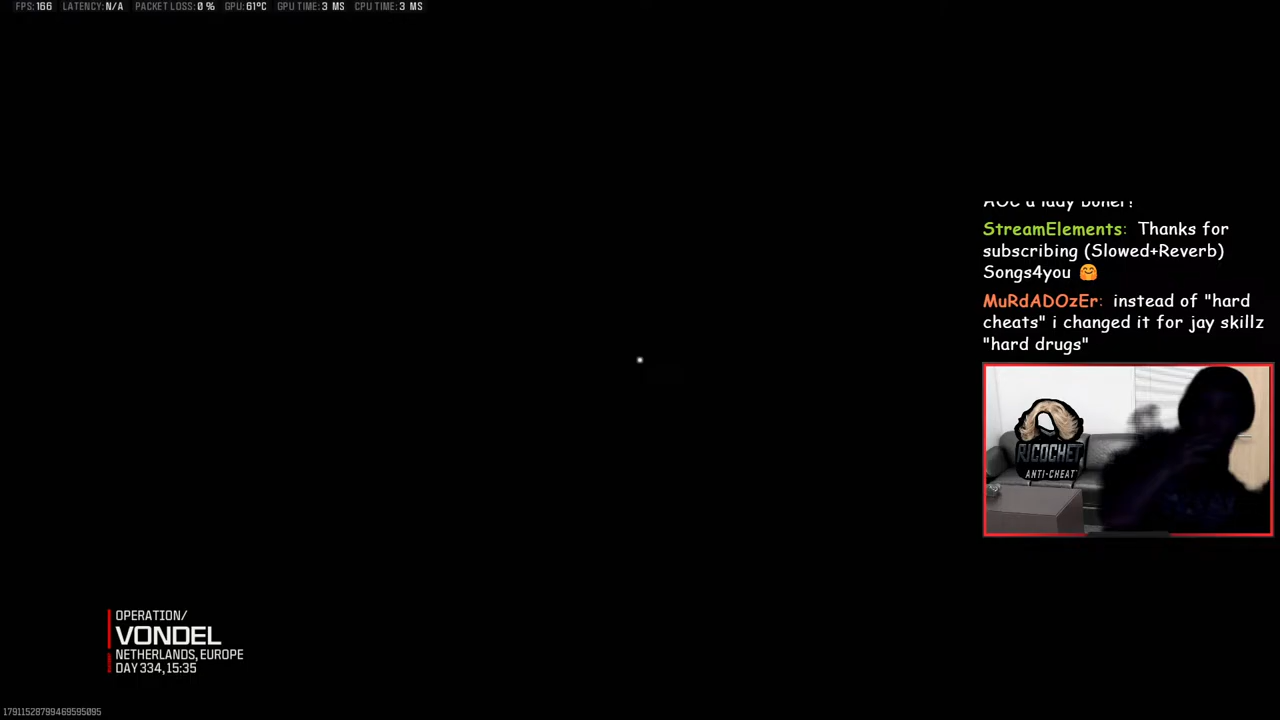 FPS:166 LATENCY:N/A PACKET LOSS:0 % GPU:61ºC GPU TIME:3 MS CPU TIME:3 MS
StreamElements: Thanks for
subscribing (Slowed+Reverb)
Songs4you 🤗
MuRdADOzEr: instead of "hard
cheats" i changed it for jay skillz
"hard drugs"
RICOCHET
ANTI-CHEAT
OPERATION/
VONDEL
NETHERLANDS, EUROPE
DAY 334, 15:35
17911528799469595095